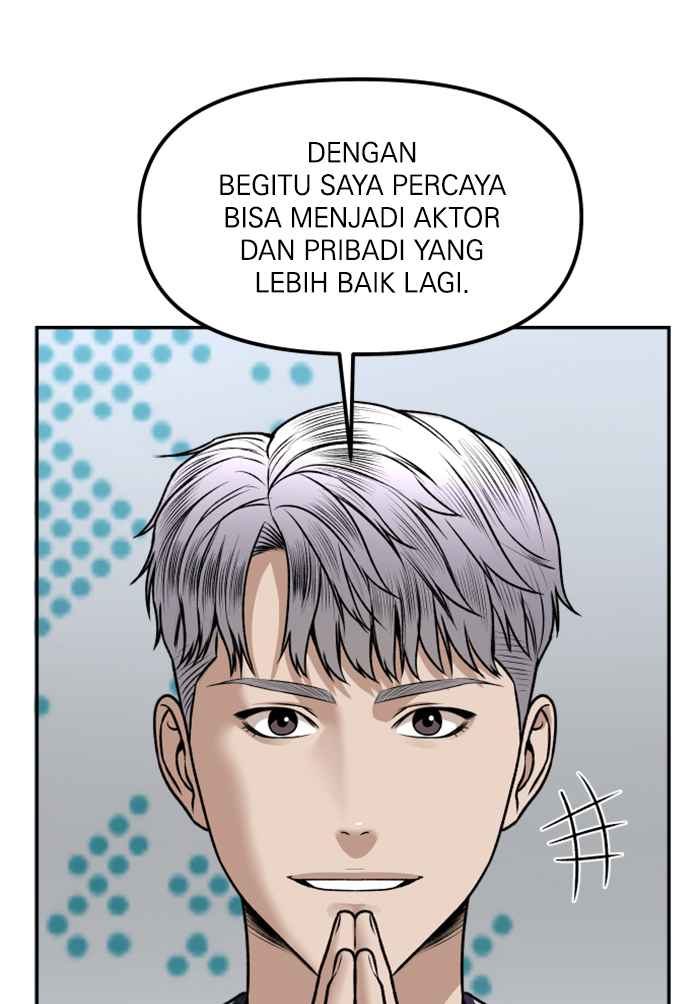 DENGAN
BEGITU SAYA PERCAYA
BISA MENJADI AKTOR
DAN PRIBADI YANG
LEBIH BAIK LAGI.